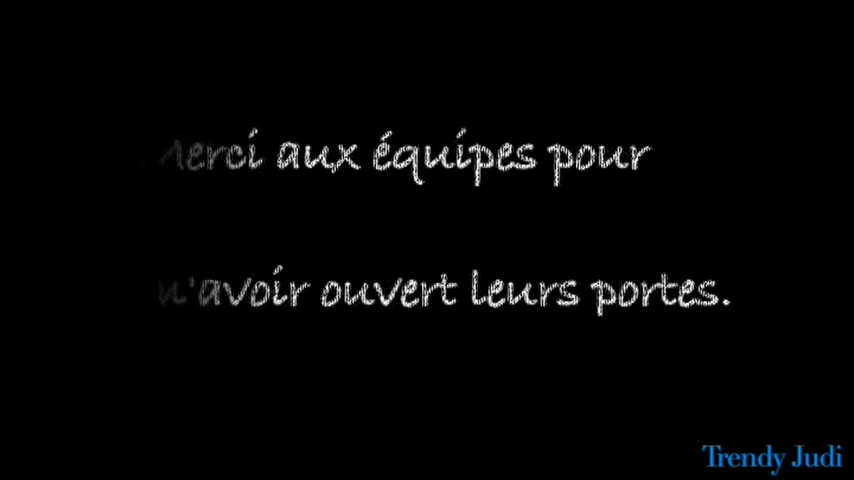 Merci aux équipes pour
m'avoir ouvert leurs portes.
Trendy Judi